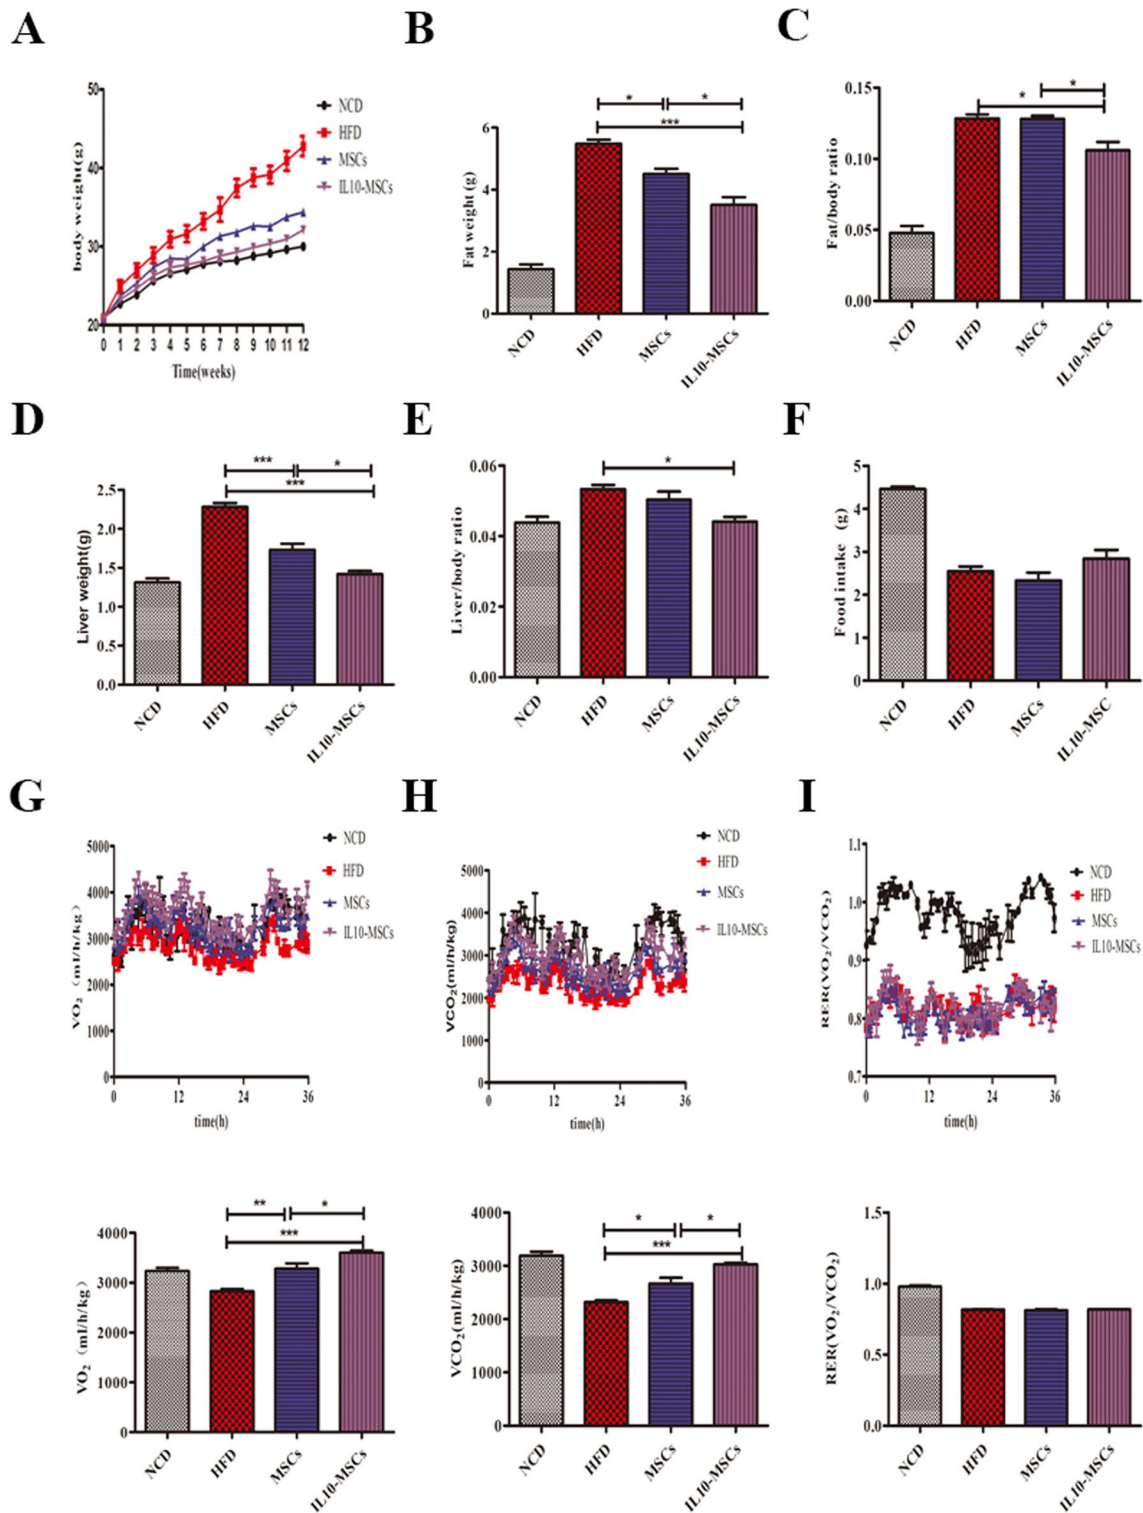 A
body weight(g)
50
40
30
20
0 1 2 3 4 5 6 7 8 9 10 11 12
Time(weeks)
NCD
HFD
MSCs
IL10-MSCs
B
* *
***
Fat weight (g)
6
4
2
0
NCD HFD MSCs IL10-MSCs
C
*
*
Fat/body ratio
0.15
0.10
0.05
0.00
NCD HFD MSCs IL10-MSCs
D
*** *
***
Liver weight(g)
2.5
2.0
1.5
1.0
0.5
0.0
NCD HFD MSCs IL10-MSCs
E
*
Liver/body ratio
0.06
0.04
0.02
0.00
NCD HFD MSCs IL10-MSCs
F
Food intake (g)
5
4
3
2
1
0
NCD HFD MSCs IL10-MSC
G
VO2 (ml/h/kg)
5000
4000
3000
2000
1000
0
0 12 24 36
time(h)
NCD
HFD
MSCs
IL10-MSCs
H
VCO2(ml/h/kg)
5000
4000
3000
2000
1000
0
0 12 24 36
time(h)
NCD
HFD
MSCs
IL10-MSCs
I
RER(VO2/VCO2)
1.1
1.0
0.9
0.8
0.7
0 12 24 36
time(h)
NCD
HFD
MSCs
IL10-MSCs
** *
***
VO2 (ml/h/kg)
4000
3000
2000
1000
0
NCD HFD MSCs IL10-MSCs
* *
***
VCO2(ml/h/kg)
4000
3000
2000
1000
0
NCD HFD MSCs IL10-MSCs
RER(VO2/VCO2)
1.5
1.0
0.5
0.0
NCD HFD MSCs IL10-MSCs